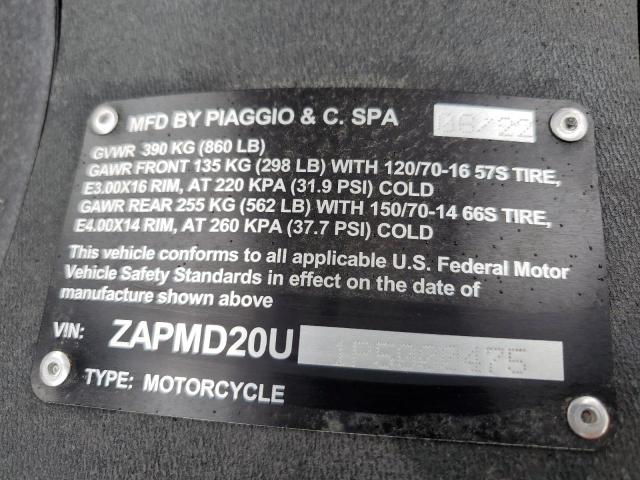 MFD BY PIAGGIO & C. SPA 08/22
GVWR 390 KG (860 LB)
GAWR FRONT 135 KG (298 LB) WITH 120/70-16 57S TIRE,
E3.00X16 RIM, AT 220 KPA (31.9 PSI) COLD
GAWR REAR 255 KG (562 LB) WITH 150/70-14 66S TIRE,
E4.00X14 RIM, AT 260 KPA (37.7 PSI) COLD
This vehicle conforms to all applicable U.S. Federal Motor
Vehicle Safety Standards in effect on the date of
manufacture shown above
VIN: ZAPMD20U
TYPE: MOTORCYCLE